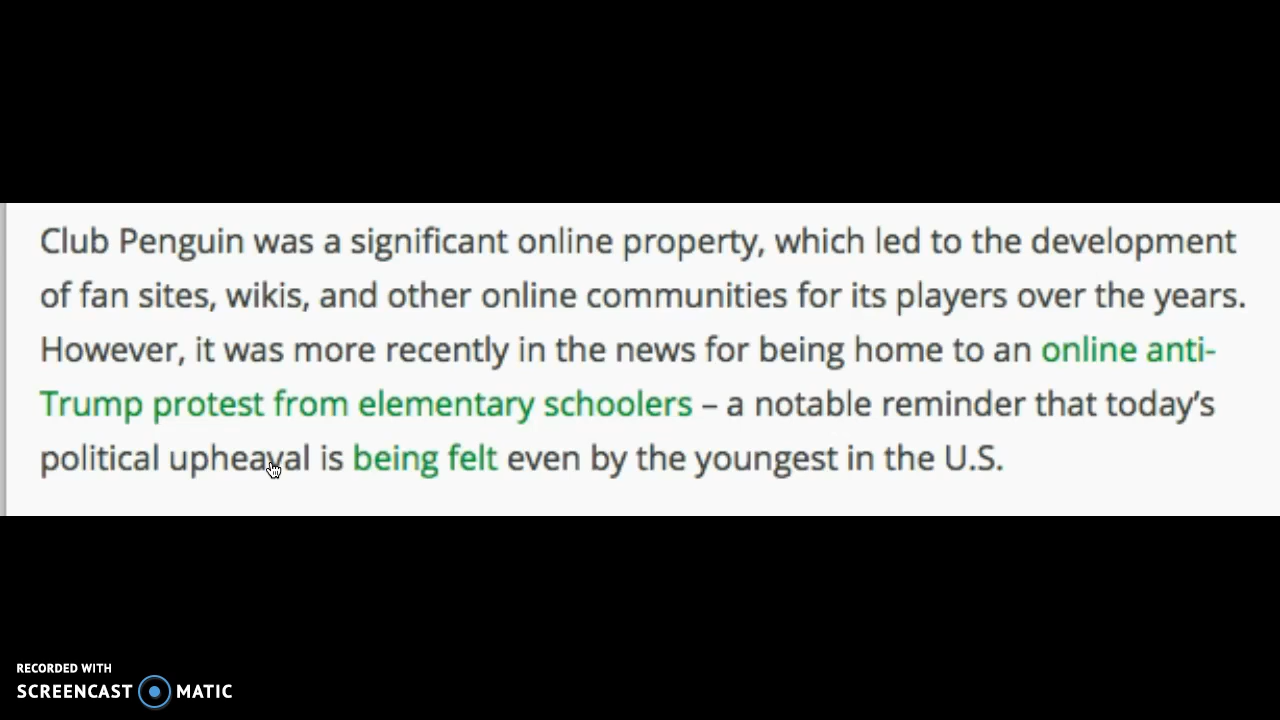 Club Penguin was a significant online property, which led to the development
of fan sites, wikis, and other online communities for its players over the years.
However, it was more recently in the news for being home to an online anti-
Trump protest from elementary schoolers – a notable reminder that today’s
political upheaval is being felt even by the youngest in the U.S.
RECORDED WITH
SCREENCAST MATIC